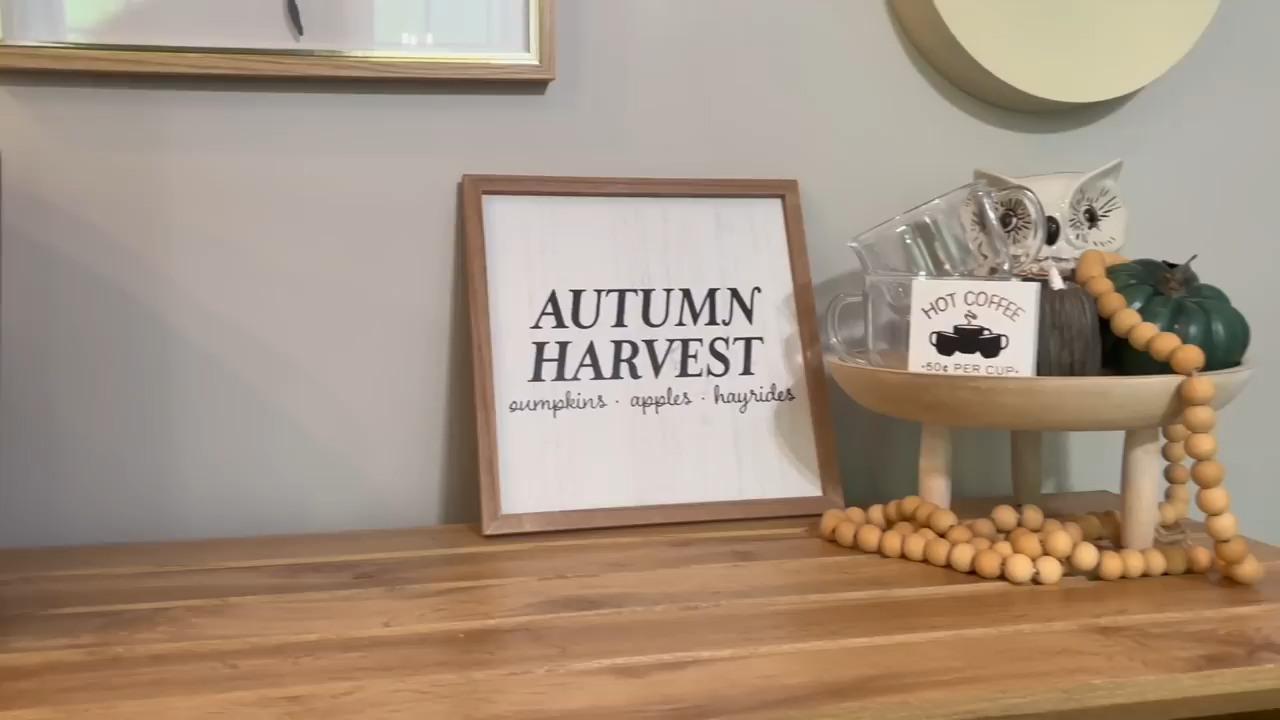 AUTUMN
HARVEST
pumpkins · apples · hayrides
HOT COFFEE
-50¢ PER CUP-